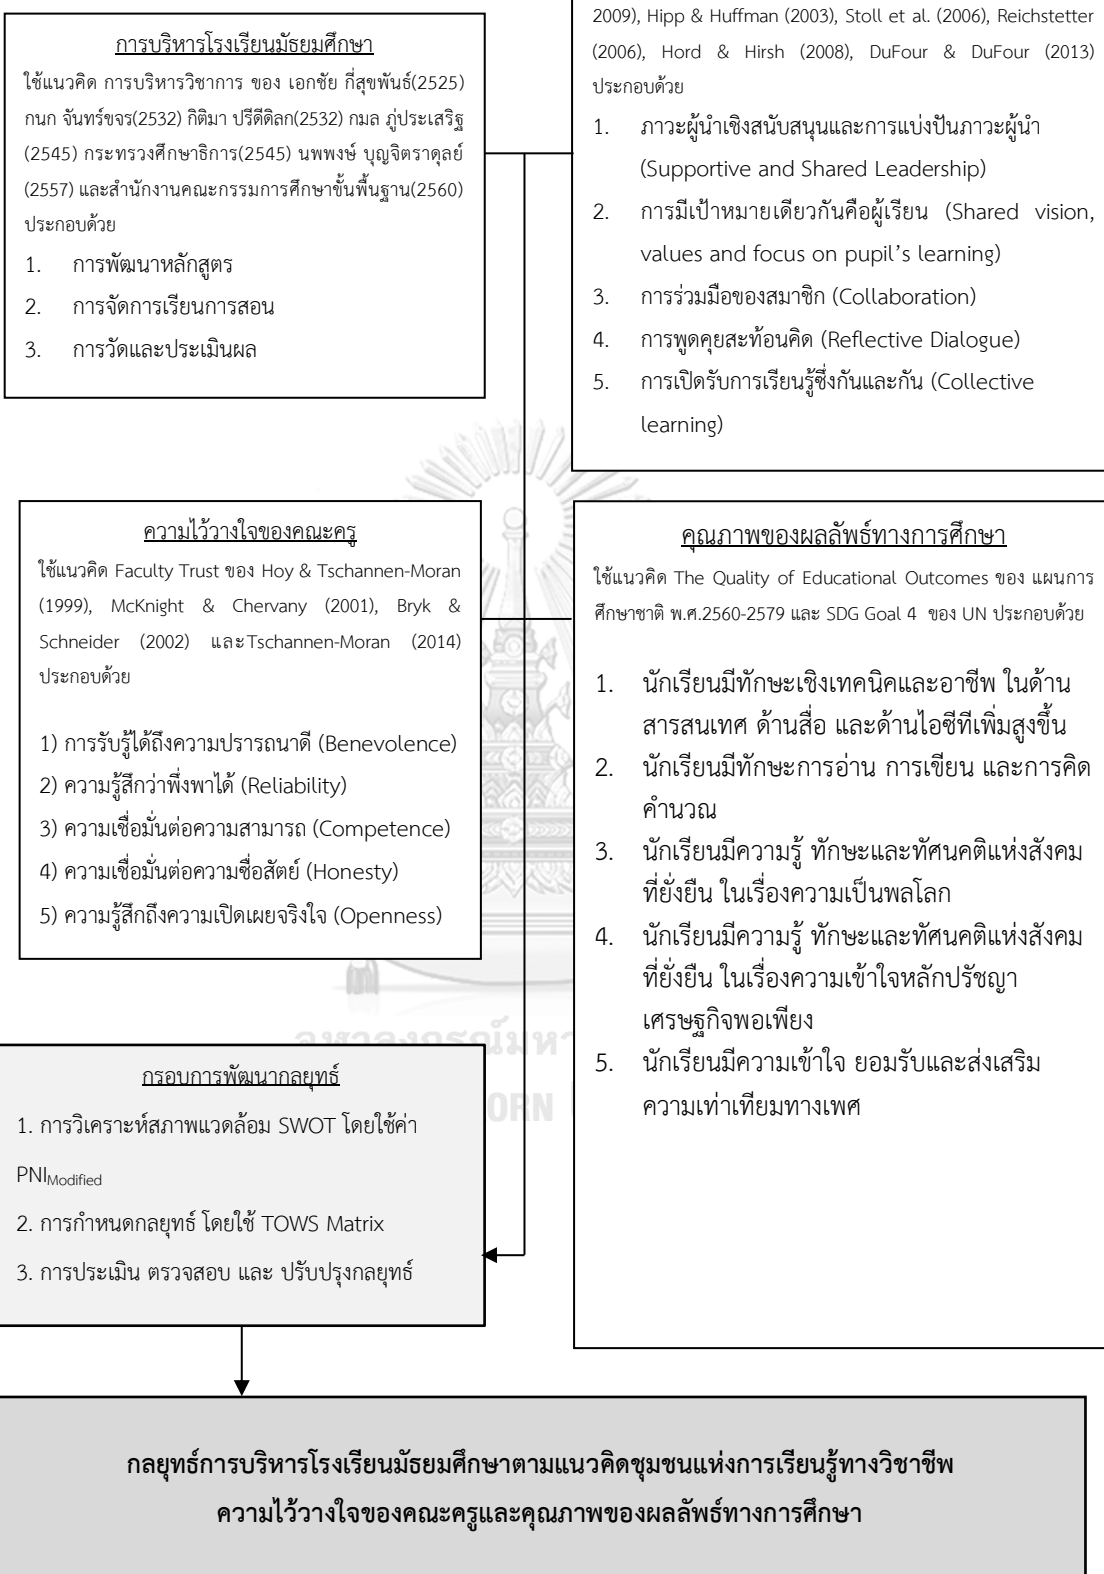 การบริหารโรงเรียนมัธยมศึกษา
ใช้แนวคิด การบริหารวิชาการ ของ เอกชัย กี่สุขพันธ์(2525)
กนก จันทร์ขจร(2532) กิติมา ปรีดีดิลก(2532) กมล ภู่ประเสริฐ
(2545) กระทรวงศึกษาธิการ(2545) นพพงษ์ บุญจิตราดุลย์
(2557) และสำนักงานคณะกรรมการศึกษาขั้นพื้นฐาน(2560)
ประกอบด้วย
1. การพัฒนาหลักสูตร
2. การจัดการเรียนการสอน
3. การวัดและประเมินผล
2009), Hipp & Huffman (2003), Stoll et al. (2006), Reichstetter
(2006), Hord & Hirsh (2008), DuFour & DuFour (2013)
ประกอบด้วย
1. ภาวะผู้นำเชิงสนับสนุนและการแบ่งปันภาวะผู้นำ
(Supportive and Shared Leadership)
2. การมีเป้าหมายเดียวกันคือผู้เรียน (Shared vision,
values and focus on pupil's learning)
3. การร่วมมือของสมาชิก (Collaboration)
4. การพูดคุยสะท้อนคิด (Reflective Dialogue)
5. การเปิดรับการเรียนรู้ซึ่งกันและกัน (Collective
learning)
ความไว้วางใจของคณะครู
ใช้แนวคิด Faculty Trust ของ Hoy & Tschannen-Moran
(1999), McKnight & Chervany (2001), Bryk &
Schneider (2002) และTschannen-Moran (2014)
ประกอบด้วย
1) การรับรู้ได้ถึงความปรารถนาดี (Benevolence)
2) ความรู้สึกว่าพึ่งพาได้ (Reliability)
3) ความเชื่อมั่นต่อความสามารถ (Competence)
4) ความเชื่อมั่นต่อความซื่อสัตย์ (Honesty)
5) ความรู้สึกถึงความเปิดเผยจริงใจ (Openness)
คุณภาพของผลลัพธ์ทางการศึกษา
ใช้แนวคิด The Quality of Educational Outcomes ของ แผนการ
ศึกษาชาติ พ.ศ.2560-2579 และ SDG Goal 4 ของ UN ประกอบด้วย
1. นักเรียนมีทักษะเชิงเทคนิคและอาชีพ ในด้าน
สารสนเทศ ด้านสื่อ และด้านไอซีทีเพิ่มสูงขึ้น
2. นักเรียนมีทักษะการอ่าน การเขียน และการคิด
คำนวณ
3. นักเรียนมีความรู้ ทักษะและทัศนคติแห่งสังคม
ที่ยั่งยืน ในเรื่องความเป็นพลโลก
4. นักเรียนมีความรู้ ทักษะและทัศนคติแห่งสังคม
ที่ยั่งยืน ในเรื่องความเข้าใจหลักปรัชญา
เศรษฐกิจพอเพียง
5. นักเรียนมีความเข้าใจ ยอมรับและส่งเสริม
ความเท่าเทียมทางเพศ
จุฬาลงกรณ์มหา
ORN
กรอบการพัฒนากลยุทธ์
1. การวิเคราะห์สภาพแวดล้อม SWOT โดยใช้ค่า
PNIModified
2. การกำหนดกลยุทธ์ โดยใช้ TOWS Matrix
3. การประเมิน ตรวจสอบ และ ปรับปรุงกลยุทธ์
กลยุทธ์การบริหารโรงเรียนมัธยมศึกษาตามแนวคิดชุมชนแห่งการเรียนรู้ทางวิชาชีพ
ความไว้วางใจของคณะครูและคุณภาพของผลลัพธ์ทางการศึกษา